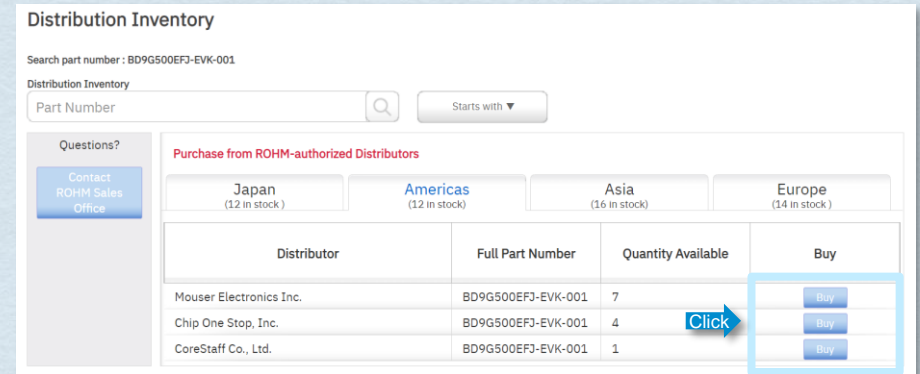 Distribution Inventory
Search part number : BD9G500EFJ-EVK-001
Distribution Inventory
Part Number
Starts with ▼
Questions?
Contact
ROHM Sales
Office
Purchase from ROHM-authorized Distributors
Japan
(12 in stock )
Americas
(12 in stock)
Asia
(16 in stock)
Europe
(14 in stock )
Distributor Full Part Number Quantity Available Buy
Mouser Electronics Inc. BD9G500EFJ-EVK-001 7 Buy
Chip One Stop, Inc. BD9G500EFJ-EVK-001 4 Click Buy
CoreStaff Co., Ltd. BD9G500EFJ-EVK-001 1 Buy